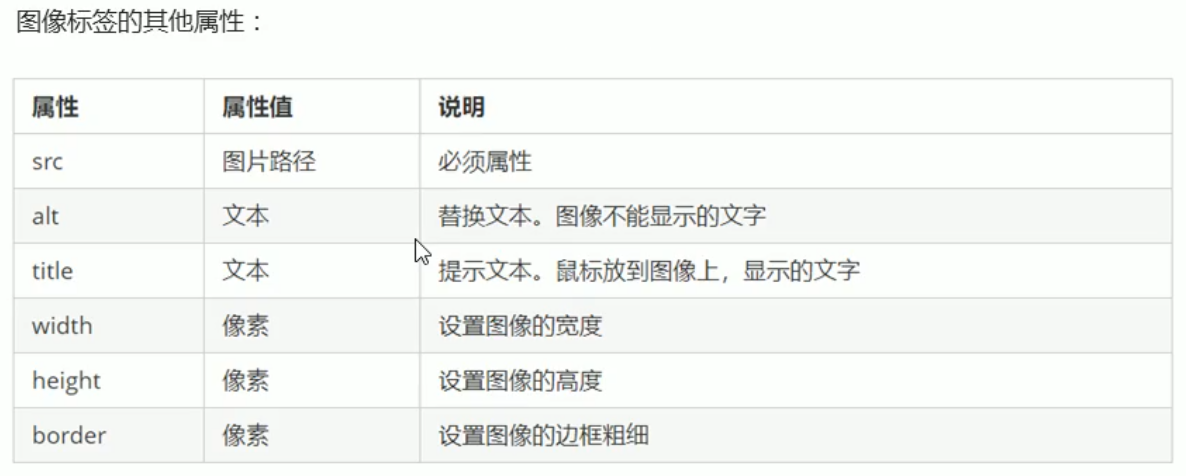 图像标签的其他属性：
属性 属性值 说明
src 图片路径 必须属性
alt 文本 替换文本。图像不能显示的文字
title 文本 提示文本。鼠标放到图像上，显示的文字
width 像素 设置图像的宽度
height 像素 设置图像的高度
border 像素 设置图像的边框粗细